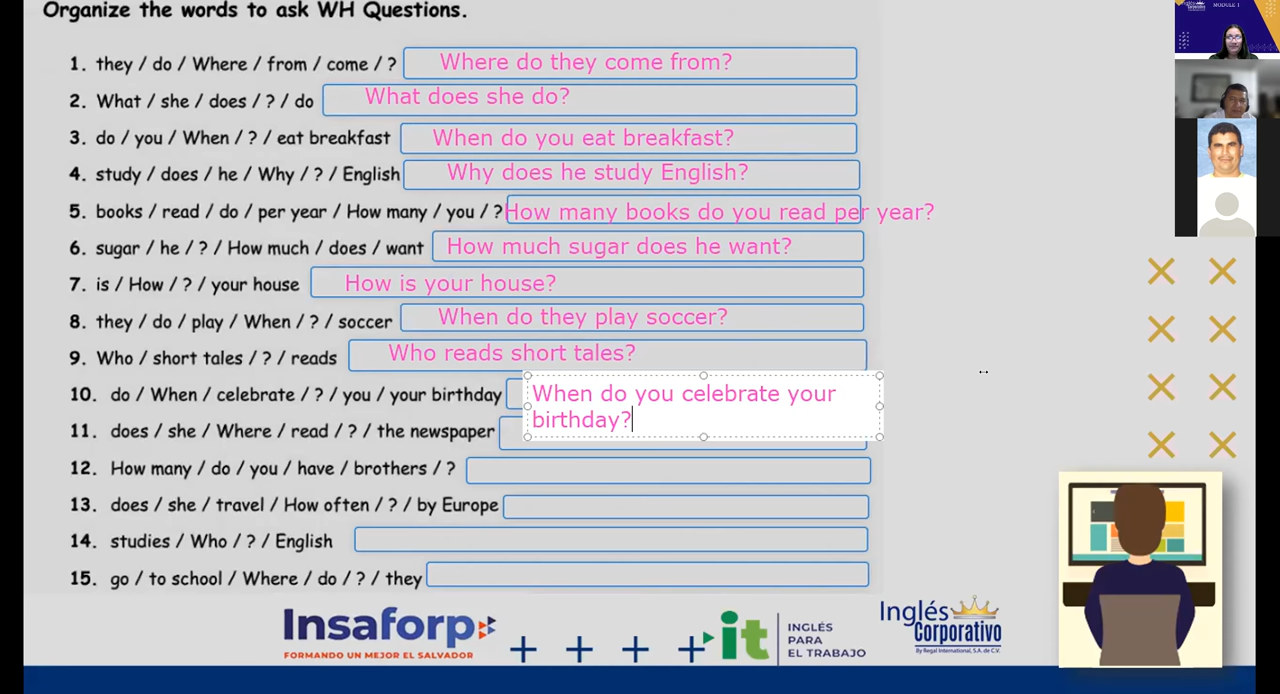 Organize the words to ask WH Questions.
MODULE 1
Inglés
Corporativo
1. they / do / Where / from / come / ? Where do they come from?
2. What / she / does / ? / do What does she do?
3. do / you / When / ? / eat breakfast When do you eat breakfast?
4. study / does / he / Why / ? / English Why does he study English?
5. books / read / do / per year / How many / you / ? How many books do you read per year?
6. sugar / he / ? / How much / does / want How much sugar does he want?
7. is / How / ? / your house How is your house?
8. they / do / play / When / ? / soccer When do they play soccer?
9. Who / short tales / ? / reads Who reads short tales?
10. do / When / celebrate / ? / you / your birthday When do you celebrate your
birthday?
11. does / she / Where / read / ? / the newspaper
12. How many / do / you / have / brothers / ?
13. does / she / travel / How often / ? / by Europe
14. studies / Who / ? / English
15. go / to school / Where / do / ? / they
Insaforp
FORMANDO UN MEJOR EL SALVADOR
it
INGLÉS
PARA
EL TRABAJO
Inglés
Corporativo
By Regal International, S.A. de C.V.